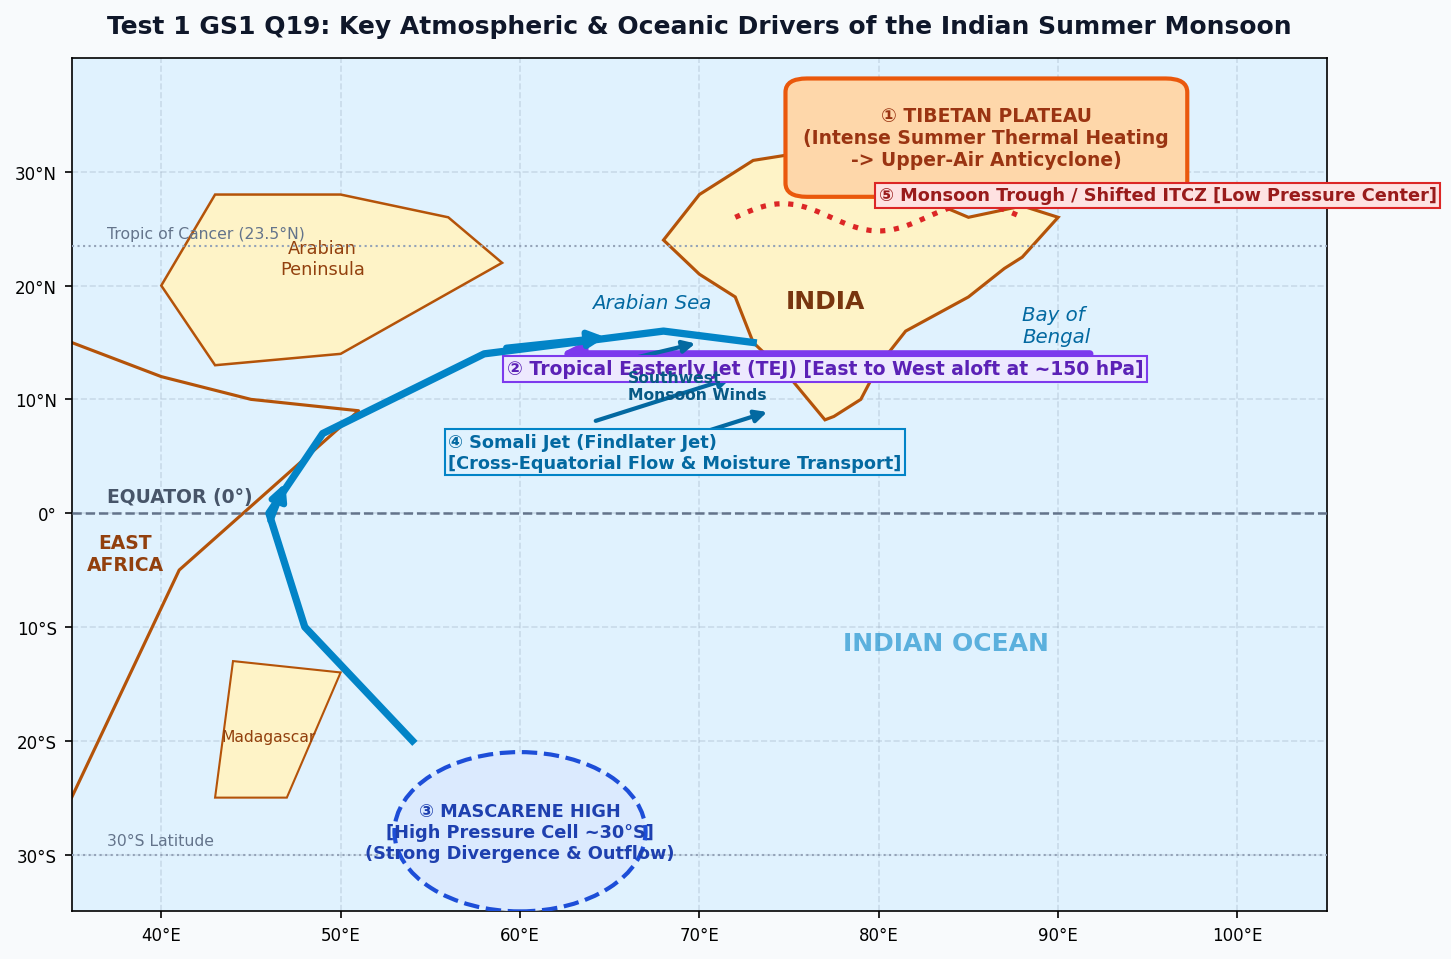 Test 1 GS1 Q19: Key Atmospheric & Oceanic Drivers of the Indian Summer Monsoon
① TIBETAN PLATEAU
(Intense Summer Thermal Heating
-> Upper-Air Anticyclone)
30°N
⑤ Monsoon Trough / Shifted ITCZ [Low Pressure Center]
Tropic of Cancer (23.5°N)
Arabian
Peninsula
20°N
Arabian Sea
INDIA
Bay of
Bengal
② Tropical Easterly Jet (TEJ) [East to West aloft at ~150 hPa]
Southwest
Monsoon Winds
10°N
④ Somali Jet (Findlater Jet)
[Cross-Equatorial Flow & Moisture Transport]
EQUATOR (0°)
0°
EAST
AFRICA
10°S
INDIAN OCEAN
20°S
Madagascar
③ MASCARENE HIGH
[High Pressure Cell ~30°S]
(Strong Divergence & Outflow)
30°S Latitude
30°S
40°E
50°E
60°E
70°E
80°E
90°E
100°E